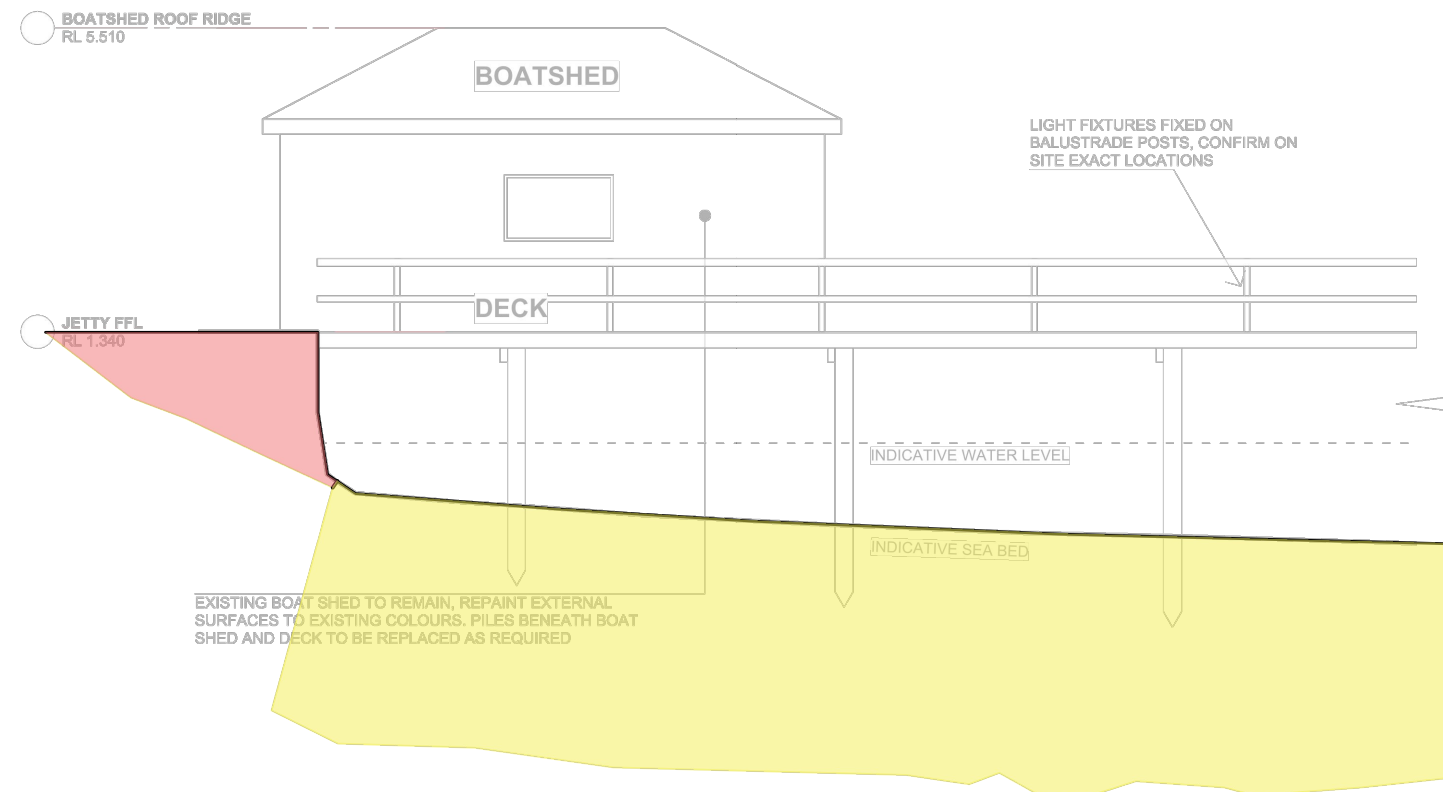 BOATSHED ROOF RIDGE
RL 5.510
BOATSHED
LIGHT FIXTURES FIXED ON
BALUSTRADE POSTS, CONFIRM ON
SITE EXACT LOCATIONS
DECK
JETTY FFL
RL 1.340
INDICATIVE WATER LEVEL
INDICATIVE SEA BED
EXISTING BOAT SHED TO REMAIN, REPAINT EXTERNAL
SURFACES TO EXISTING COLOURS. PILES BENEATH BOAT
SHED AND DECK TO BE REPLACED AS REQUIRED